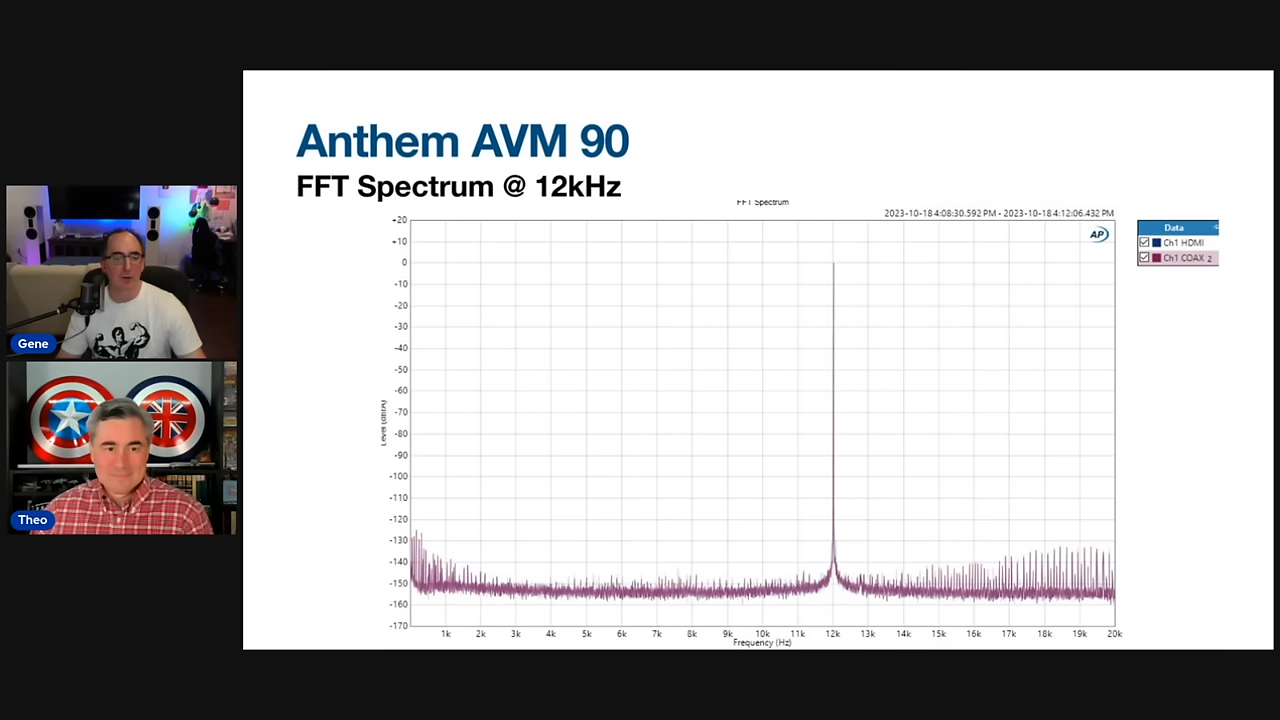 Anthem AVM 90
FFT Spectrum @ 12kHz
FFT Spectrum
2023-10-18 4:08:30.592 PM - 2023-10-18 4:12:06.432 PM
AP
Data
Ch1 HDMI
Ch1 COAX 2
+20
+10
0
-10
-20
-30
-40
-50
-60
-70
-80
-90
-100
-110
-120
-130
-140
-150
-160
-170
Level (dBrA)
1k 2k 3k 4k 5k 6k 7k 8k 9k 10k 11k 12k 13k 14k 15k 16k 17k 18k 19k 20k
Frequency (Hz)
Gene
Theo